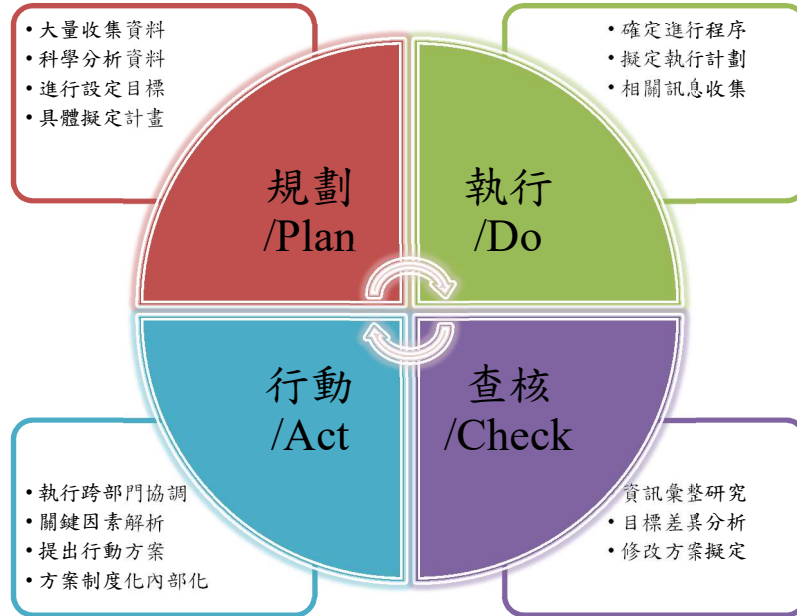 • 大量收集資料
• 科學分析資料
• 進行設定目標
• 具體擬定計畫
• 確定進行程序
• 擬定執行計劃
• 相關訊息收集
規劃
/Plan
執行
/Do
行動
/Act
查核
/Check
• 執行跨部門協調
• 關鍵因素解析
• 提出行動方案
• 方案制度化內部化
資訊彙整研究
• 目標差異分析
• 修改方案擬定